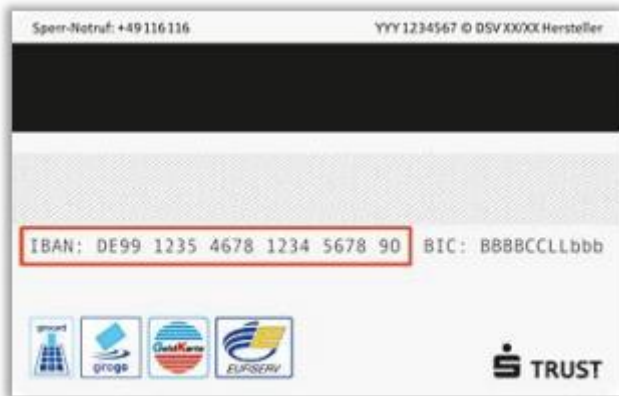 Sperr-Notruf: +49 116 116 YYY 1234567 © DSV XX/XX Hersteller
IBAN: DE99 1235 4678 1234 5678 90 BIC: BBBBCCLLbbb
girocard
girogo
GeldKarte
EUFISERV
TRUST